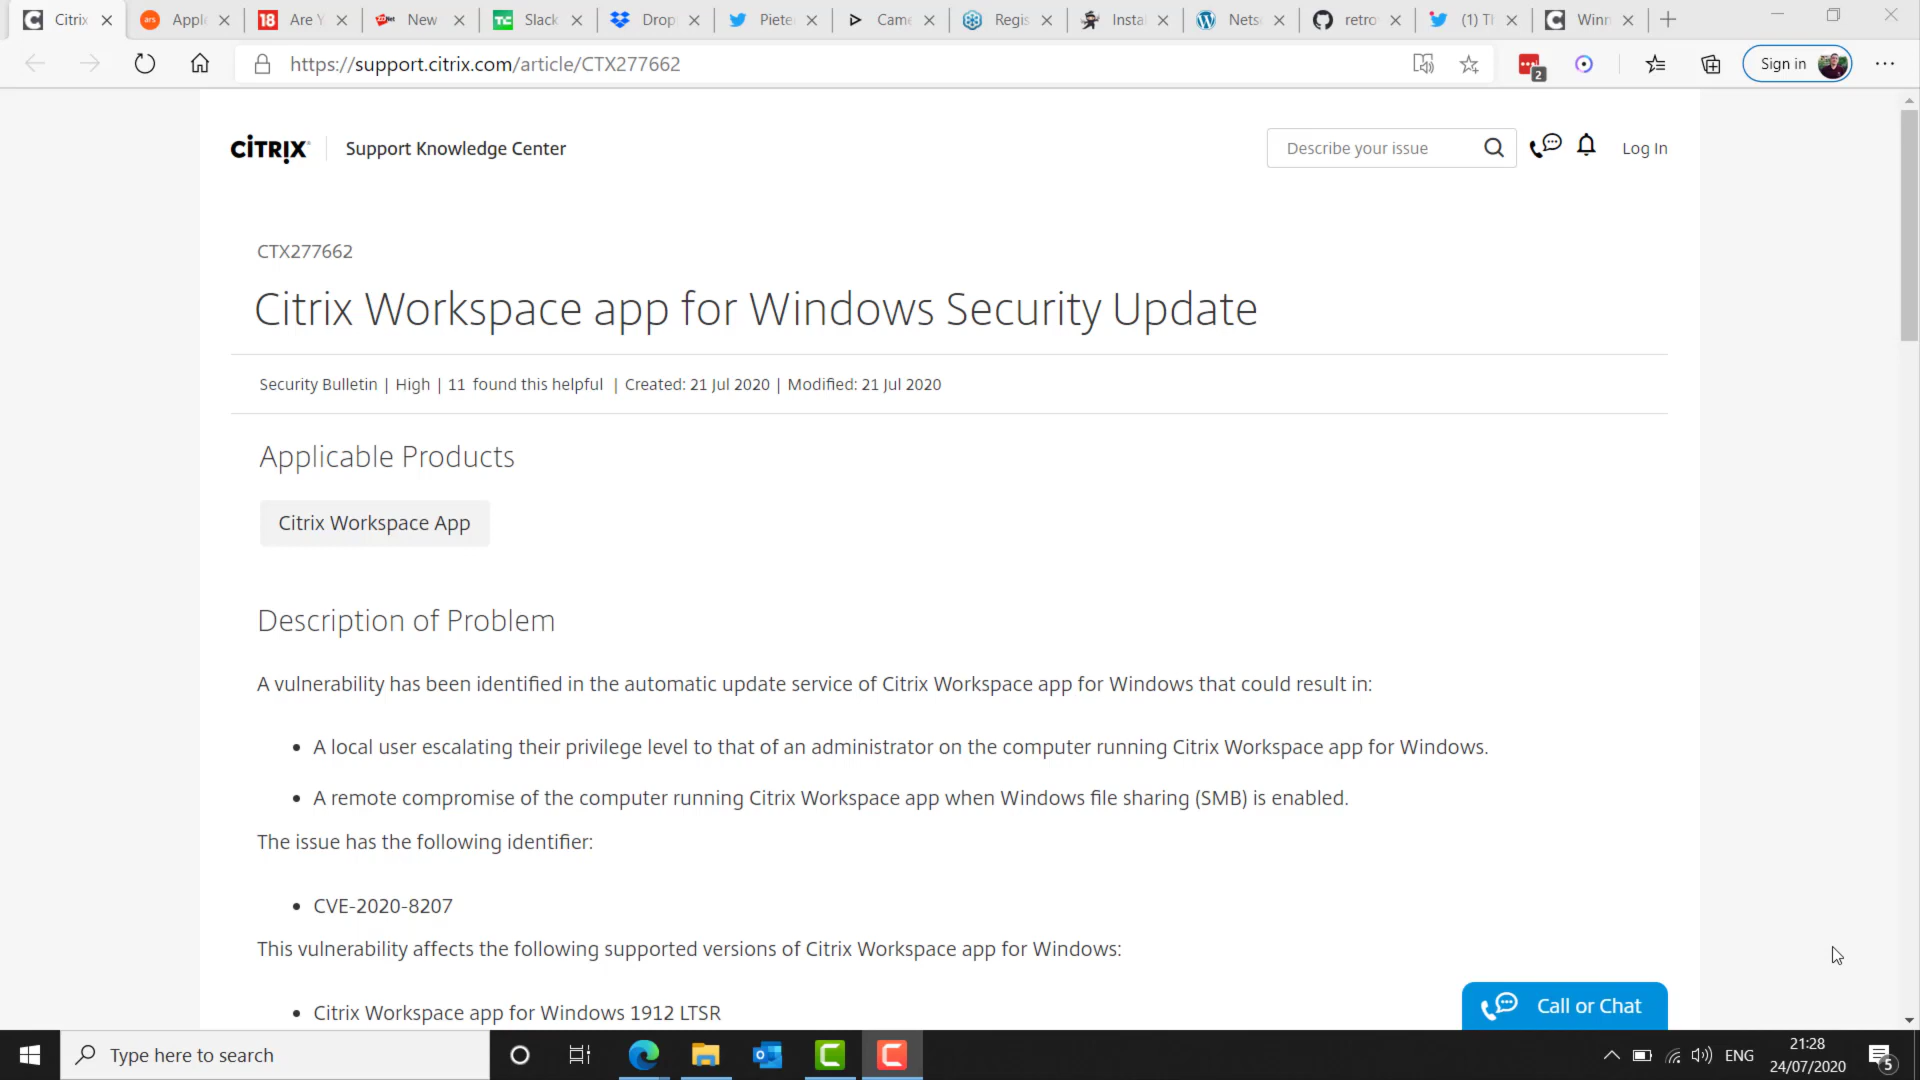 Citrix
Apple
Are Y
New
Slack
Drop
Piete
Came
Regis
Insta
Nets
retro
(1) Tl
Winn
https://support.citrix.com/article/CTX277662
2
Sign in
CİTRIX
Support Knowledge Center
Describe your issue
Log In
CTX277662
Citrix Workspace app for Windows Security Update
Security Bulletin | High | 11 found this helpful | Created: 21 Jul 2020 | Modified: 21 Jul 2020
Applicable Products
Citrix Workspace App
Description of Problem
A vulnerability has been identified in the automatic update service of Citrix Workspace app for Windows that could result in:
• A local user escalating their privilege level to that of an administrator on the computer running Citrix Workspace app for Windows.
• A remote compromise of the computer running Citrix Workspace app when Windows file sharing (SMB) is enabled.
The issue has the following identifier:
• CVE-2020-8207
This vulnerability affects the following supported versions of Citrix Workspace app for Windows:
• Citrix Workspace app for Windows 1912 LTSR
Call or Chat
Type here to search
ENG
21:28
24/07/2020
5